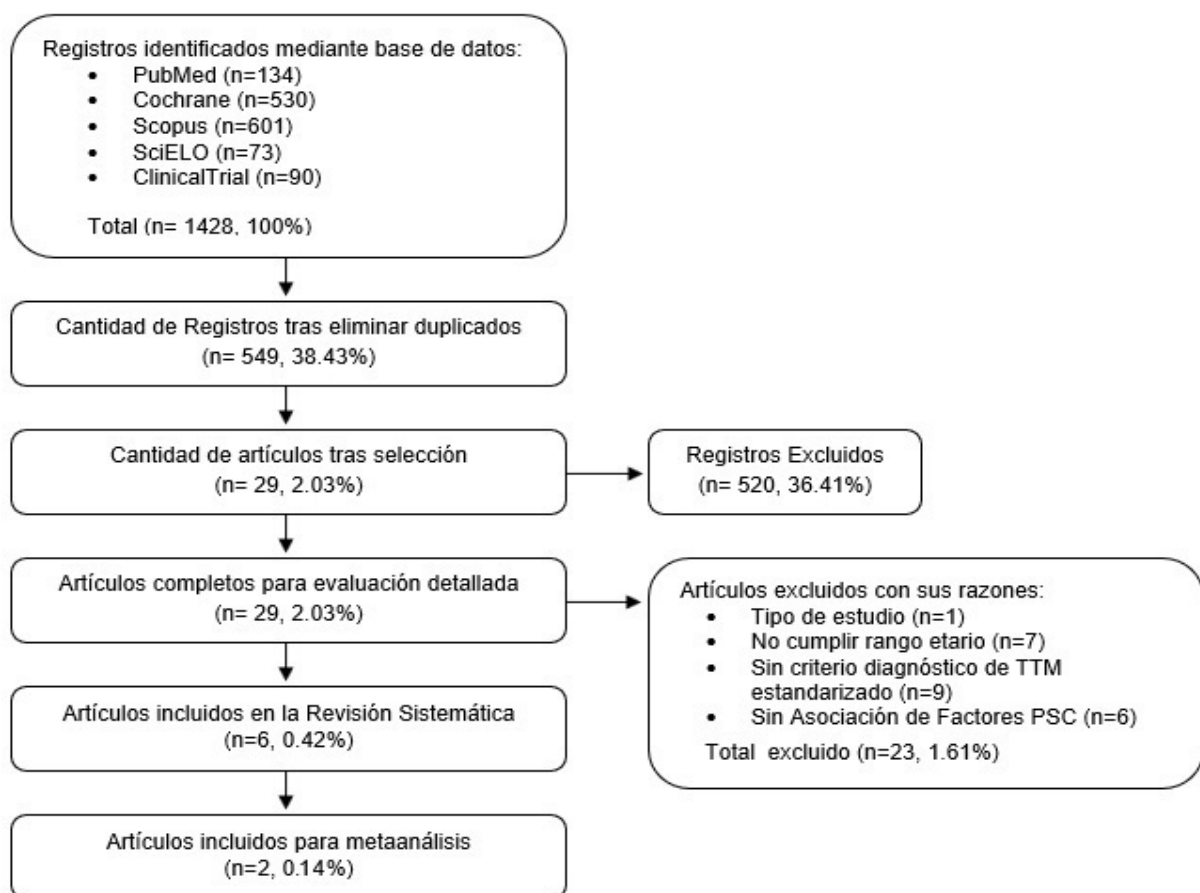 Registros identificados mediante base de datos:
• PubMed (n=134)
• Cochrane (n=530)
• Scopus (n=601)
• SciELO (n=73)
• ClinicalTrial (n=90)
Total (n= 1428, 100%)
Cantidad de Registros tras eliminar duplicados
(n= 549, 38.43%)
Cantidad de artículos tras selección
(n= 29, 2.03%)
Registros Excluidos
(n= 520, 36.41%)
Artículos completos para evaluación detallada
(n= 29, 2.03%)
Artículos excluidos con sus razones:
• Tipo de estudio (n=1)
• No cumplir rango etario (n=7)
• Sin criterio diagnóstico de TTM
estandarizado (n=9)
• Sin Asociación de Factores PSC (n=6)
Total excluido (n=23, 1.61%)
Artículos incluidos en la Revisión Sistemática
(n=6, 0.42%)
Artículos incluidos para metaanálisis
(n=2, 0.14%)